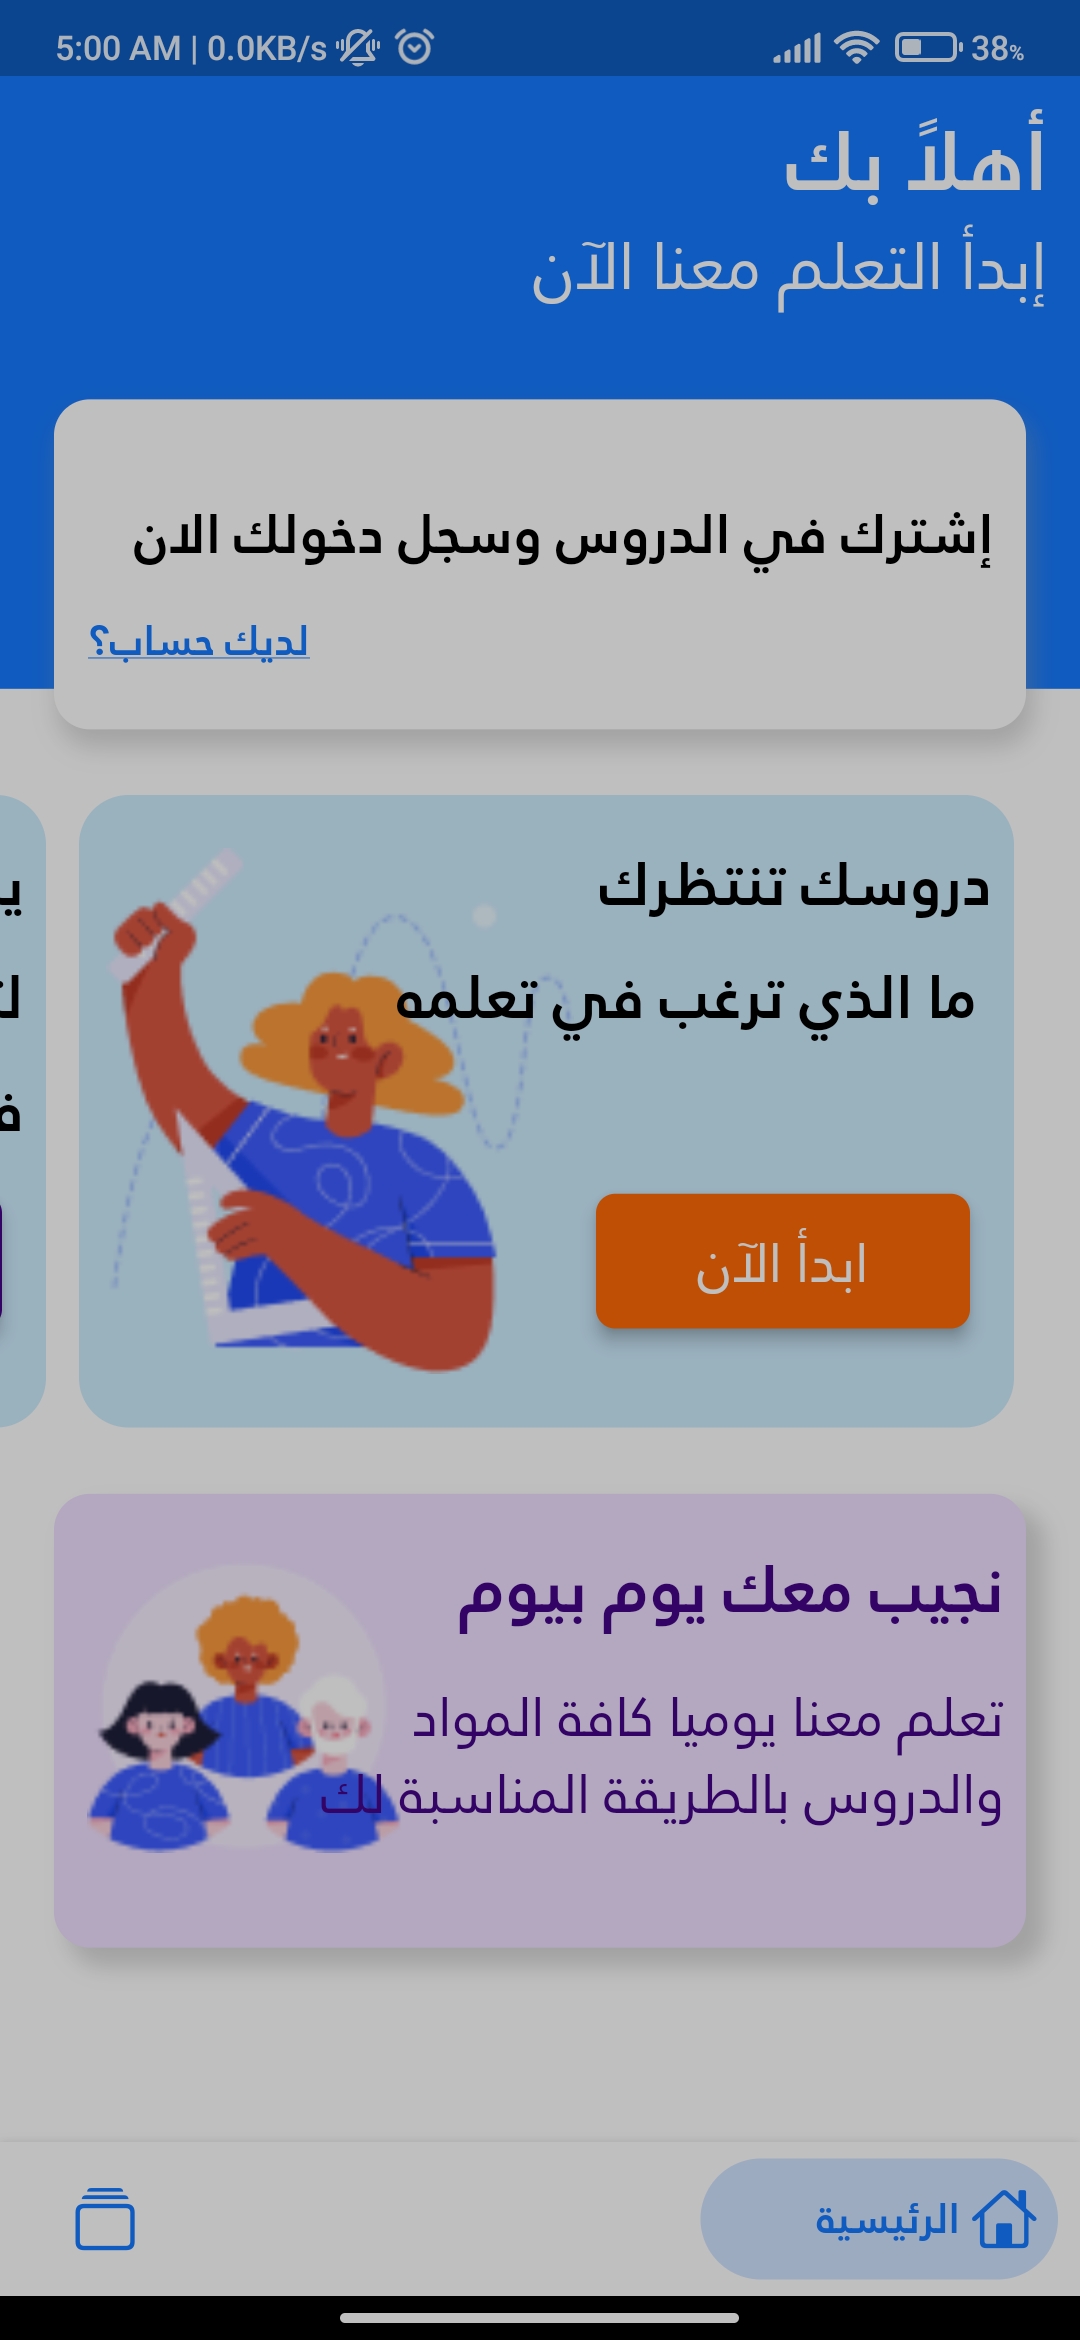 5:00 AM | 0.0KB/s
38%
أهلاً بك
إبدأ التعلم معنا الآن
إشترك في الدروس وسجل دخولك الان
لديك حساب؟
دروسك تنتظرك
ما الذي ترغب في تعلمه
ابدأ الآن
نجيب معك يوم بيوم
تعلم معنا يوميا كافة المواد
والدروس بالطريقة المناسبة لك
الرئيسية